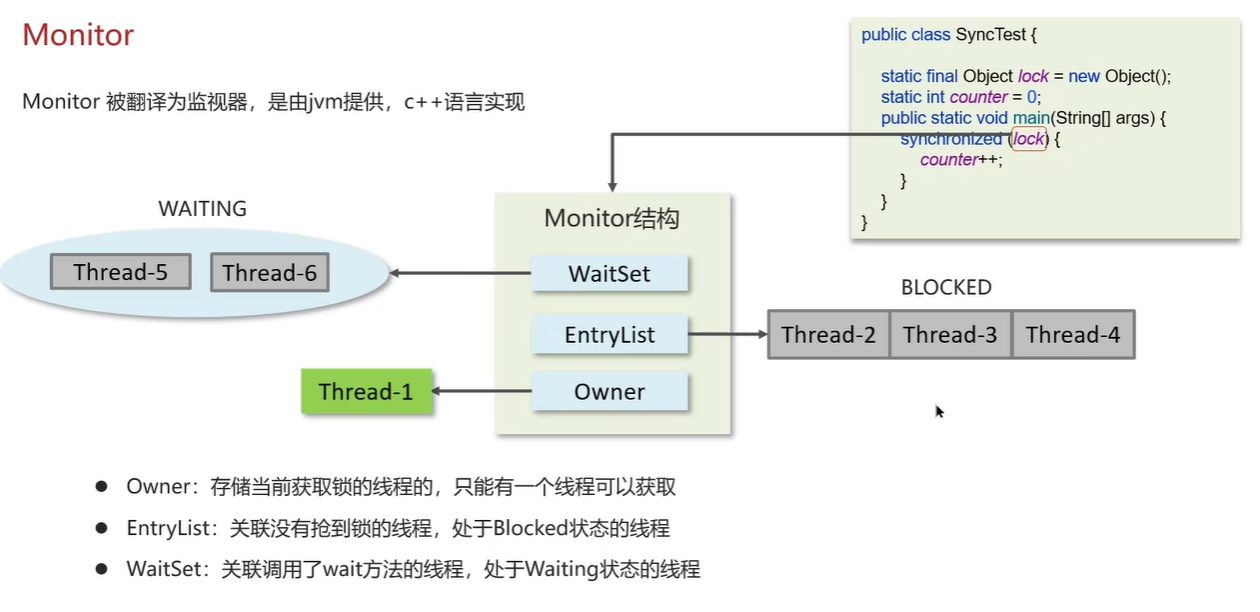 Monitor
Monitor 被翻译为监视器，是由jvm提供，c++语言实现
public class SyncTest {
static final Object lock = new Object();
static int counter = 0;
public static void main(String[] args) {
synchronized (lock) {
counter++;
}
}
}
WAITING
Thread-5
Thread-6
Monitor结构
WaitSet
EntryList
Owner
BLOCKED
Thread-2
Thread-3
Thread-4
Thread-1
Owner：存储当前获取锁的线程的，只能有一个线程可以获取
EntryList：关联没有抢到锁的线程，处于Blocked状态的线程
WaitSet：关联调用了wait方法的线程，处于Waiting状态的线程